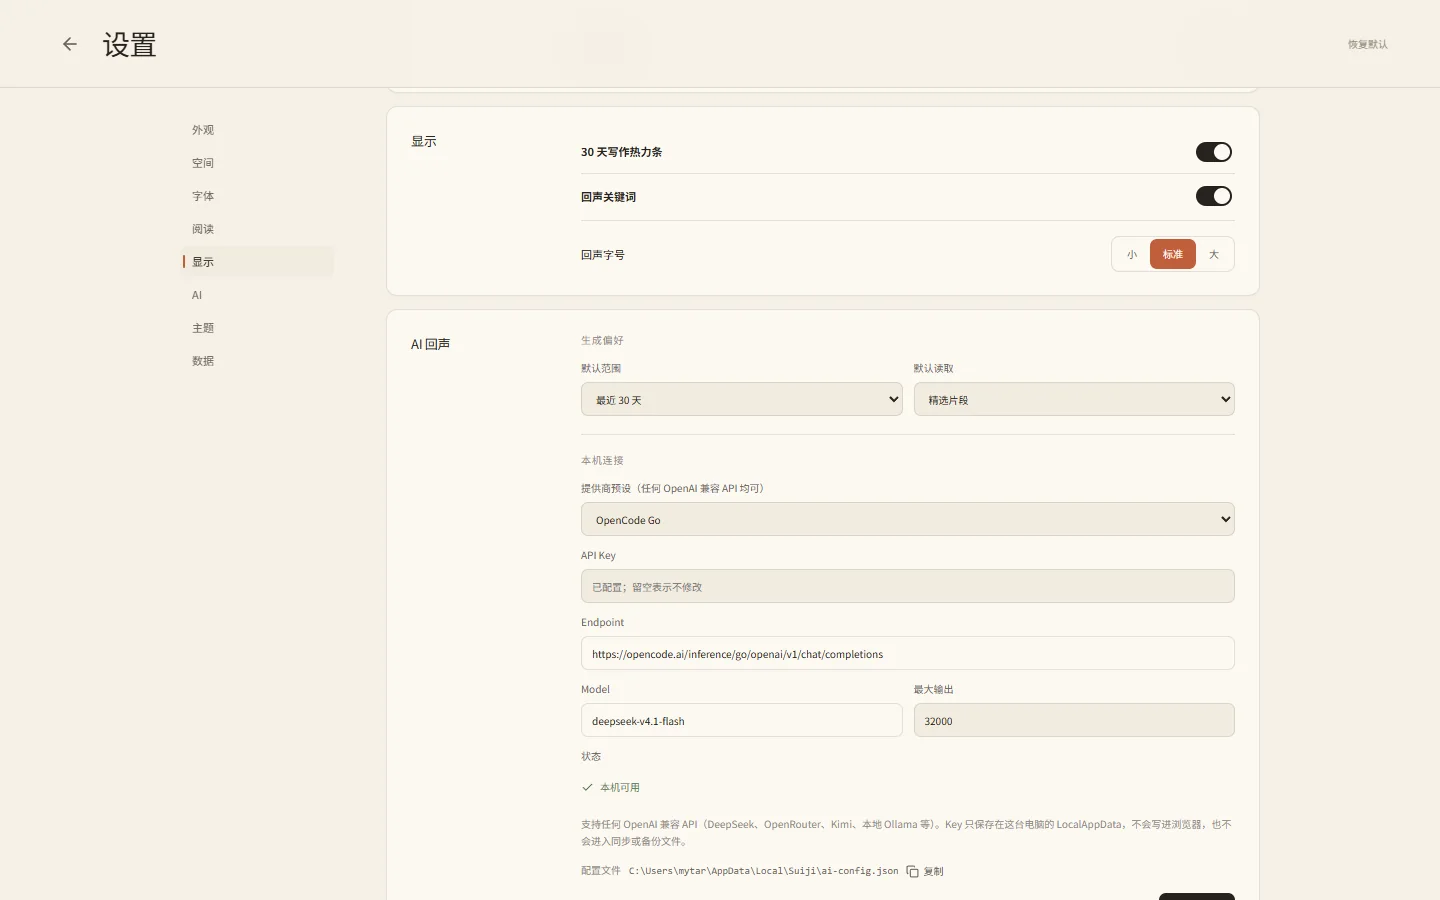 设置
恢复默认
外观
空间
字体
阅读
显示
AI
主题
数据
显示
30 天写作热力条
回声关键词
回声字号
小
标准
大
AI 回声
生成偏好
默认范围
默认读取
最近 30 天
精选片段
本机连接
提供商预设（任何 OpenAI 兼容 API 均可）
OpenCode Go
API Key
已配置；留空表示不修改
Endpoint
https://opencode.ai/inference/go/openai/v1/chat/completions
Model
最大输出
deepseek-v4.1-flash
32000
状态
本机可用
支持任何 OpenAI 兼容 API（DeepSeek、OpenRouter、Kimi、本地 Ollama 等）。Key 只保存在这台电脑的 LocalAppData，不会写进浏览器，也不
会进入同步或备份文件。
配置文件 C:\Users\mytar\AppData\Local\Suiji\ai-config.json 复制